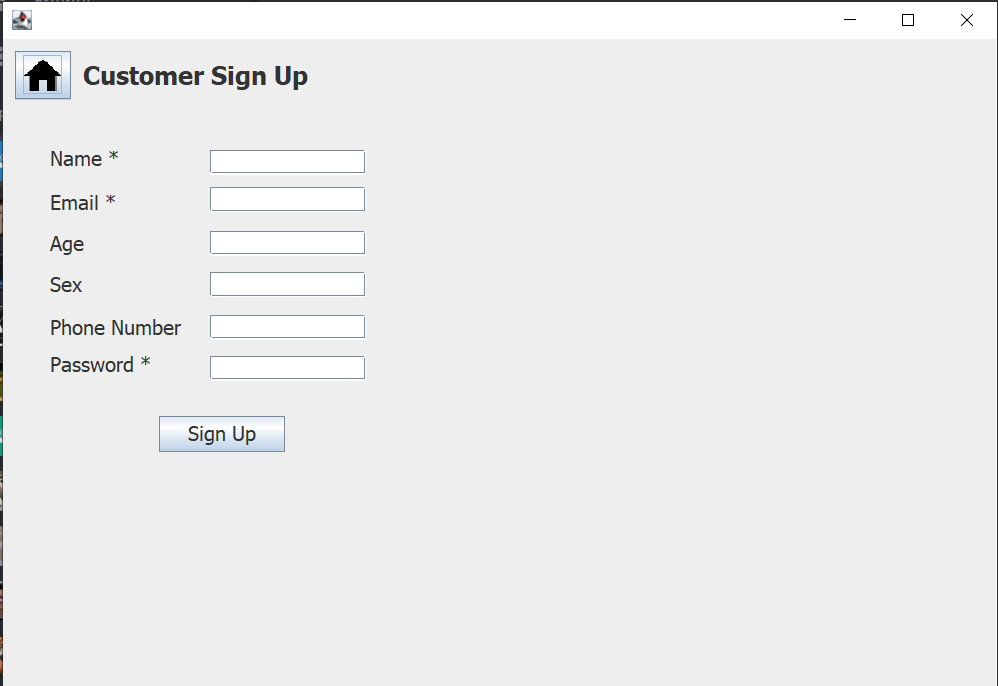 Customer Sign Up
Name *
Email *
Age
Sex
Phone Number
Password *
Sign Up